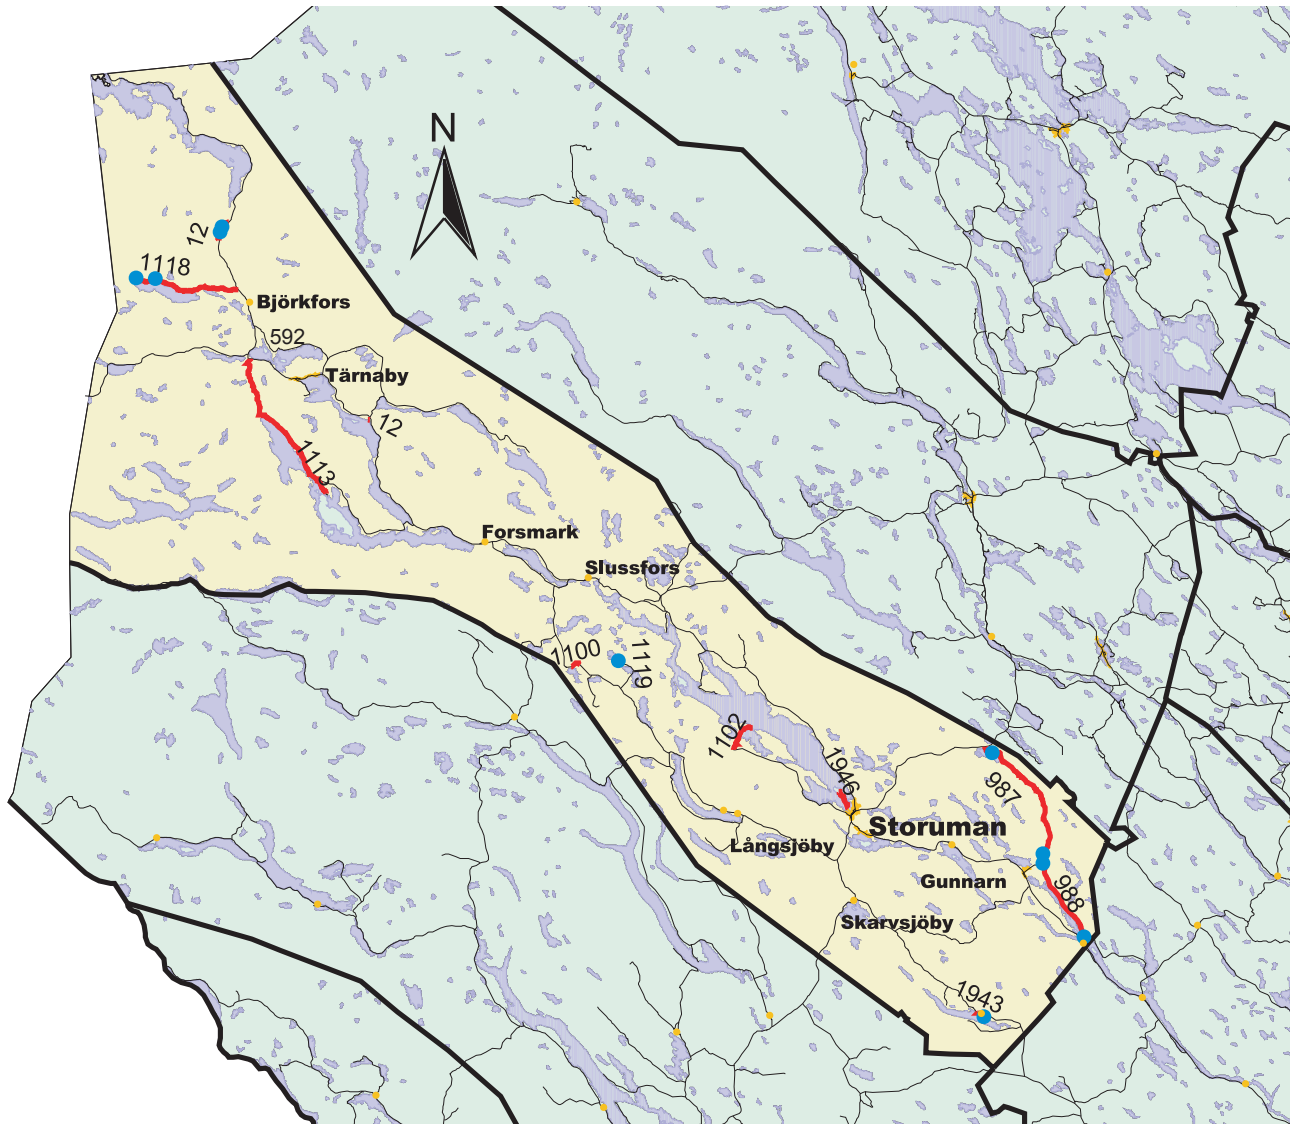 N
12
1118
Björkfors
592
Tärnaby
12
1113
Forsmark
Slussfors
1100
1119
1102
1946
987
Storuman
Långsjöby
Gunnarn
988
Skarvsjöby
1943